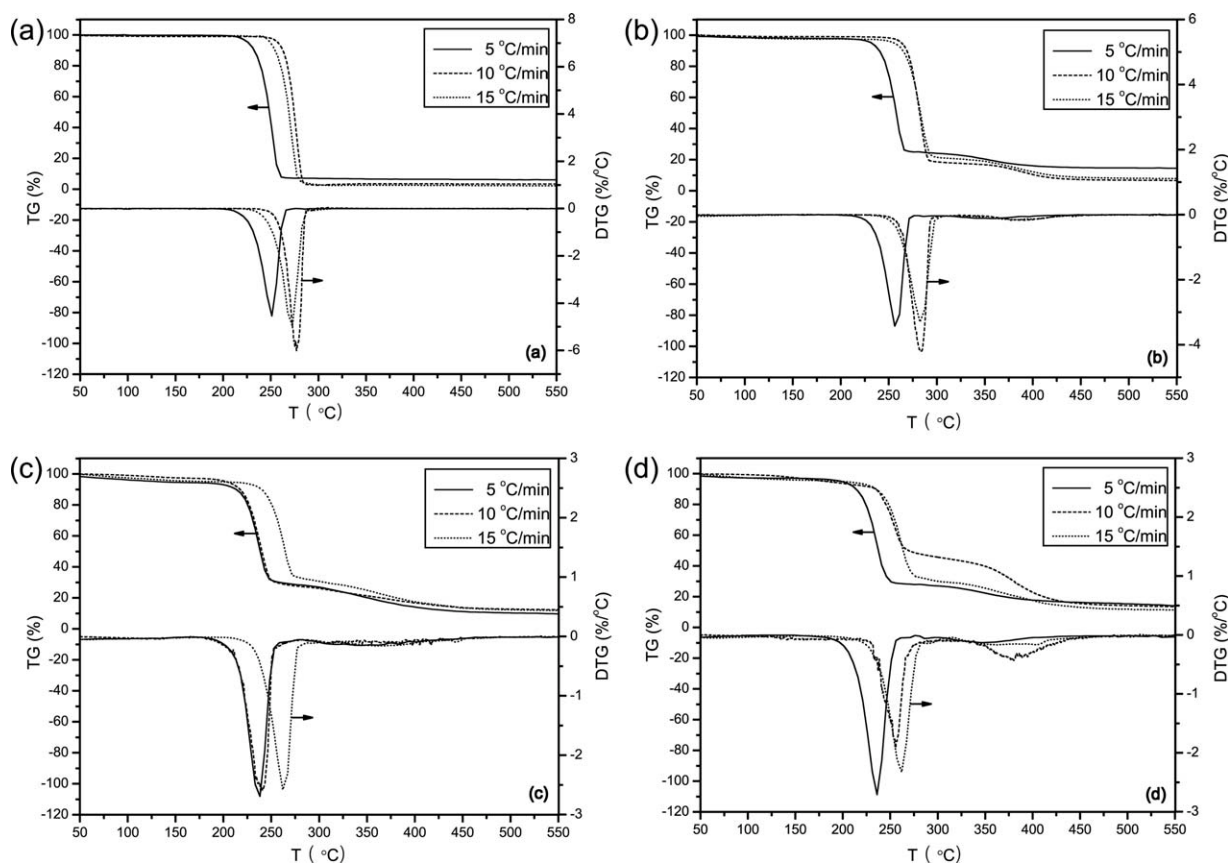 (a)
TG (%)
100
80
60
40
20
0
-20
-40
-60
-80
-100
-120
5 °C/min
10 °C/min
15 °C/min
8
6
4
2
0
-2
-4
-6
DTG (%/°C)
(a)
50 100 150 200 250 300 350 400 450 500 550
T ( °C)
(b)
TG (%)
100
80
60
40
20
0
-20
-40
-60
-80
-100
-120
5 °C/min
10 °C/min
15 °C/min
6
4
2
0
-2
-4
DTG (%/°C)
(b)
50 100 150 200 250 300 350 400 450 500 550
T ( °C)
(c)
TG (%)
100
80
60
40
20
0
-20
-40
-60
-80
-100
-120
5 °C/min
10 °C/min
15 °C/min
3
2
1
0
-1
-2
-3
DTG (%/°C)
(c)
50 100 150 200 250 300 350 400 450 500 550
T ( °C)
(d)
TG (%)
100
80
60
40
20
0
-20
-40
-60
-80
-100
-120
5 °C/min
10 °C/min
15 °C/min
3
2
1
0
-1
-2
-3
DTG (%/°C)
(d)
50 100 150 200 250 300 350 400 450 500 550
T ( °C)